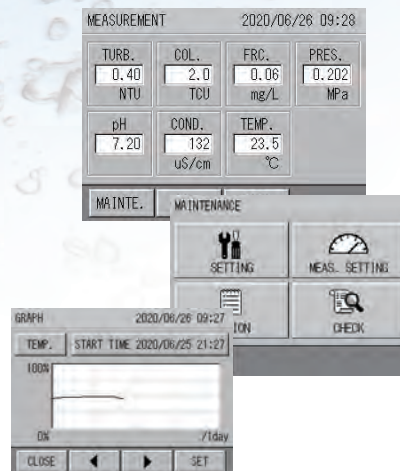 MEASUREMENT 2020/06/26 09:28
TURB. COL. FRC. PRES.
0.40 2.0 0.06 0.202
NTU TCU mg/L MPa
pH COND. TEMP.
7.20 132 23.5
uS/cm ℃
MAINTE.
MAINTENANCE
SETTING MEAS. SETTING
ION CHECK
GRAPH 2020/06/26 09:27
TEMP. START TIME 2020/06/25 21:27
100%
0% /1day
CLOSE ◀ ▶ SET